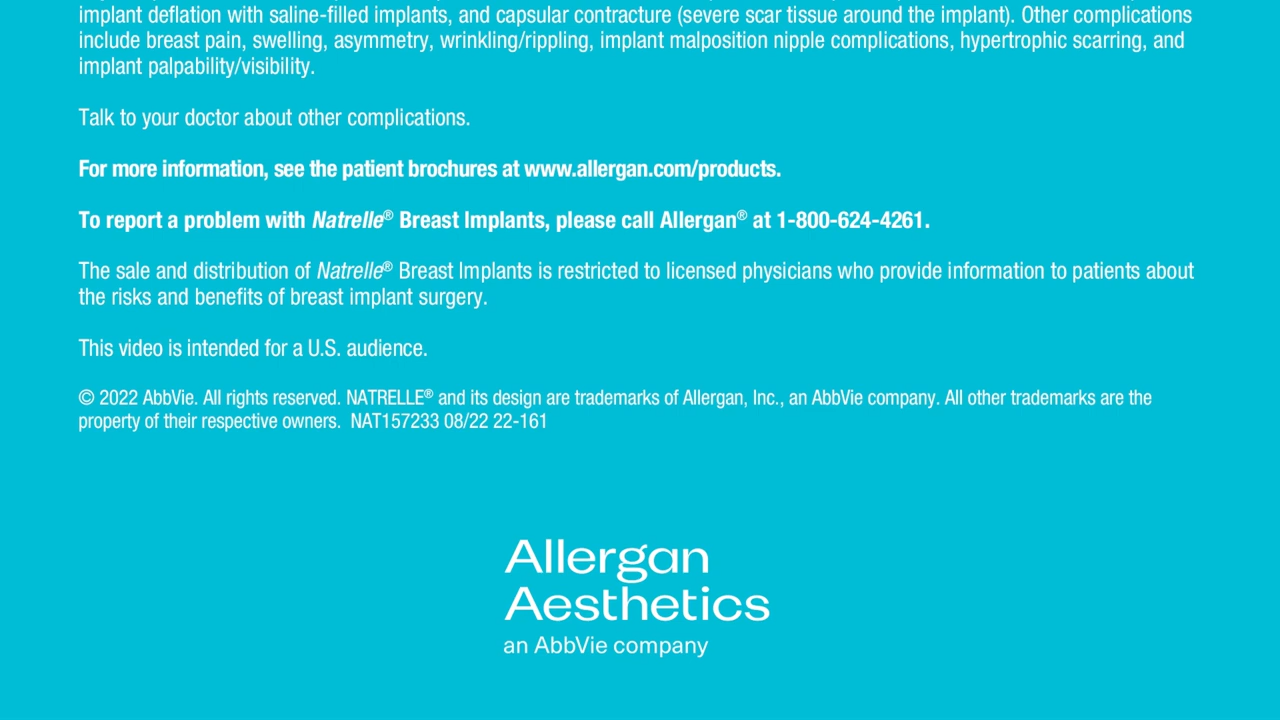 implant deflation with saline-filled implants, and capsular contracture (severe scar tissue around the implant). Other complications
include breast pain, swelling, asymmetry, wrinkling/rippling, implant malposition nipple complications, hypertrophic scarring, and
implant palpability/visibility.
Talk to your doctor about other complications.
For more information, see the patient brochures at www.allergan.com/products.
To report a problem with Natrelle® Breast Implants, please call Allergan® at 1-800-624-4261.
The sale and distribution of Natrelle® Breast Implants is restricted to licensed physicians who provide information to patients about
the risks and benefits of breast implant surgery.
This video is intended for a U.S. audience.
© 2022 AbbVie. All rights reserved. NATRELLE® and its design are trademarks of Allergan, Inc., an AbbVie company. All other trademarks are the
property of their respective owners.  NAT157233 08/22 22-161
Allergan
Aesthetics
an AbbVie company